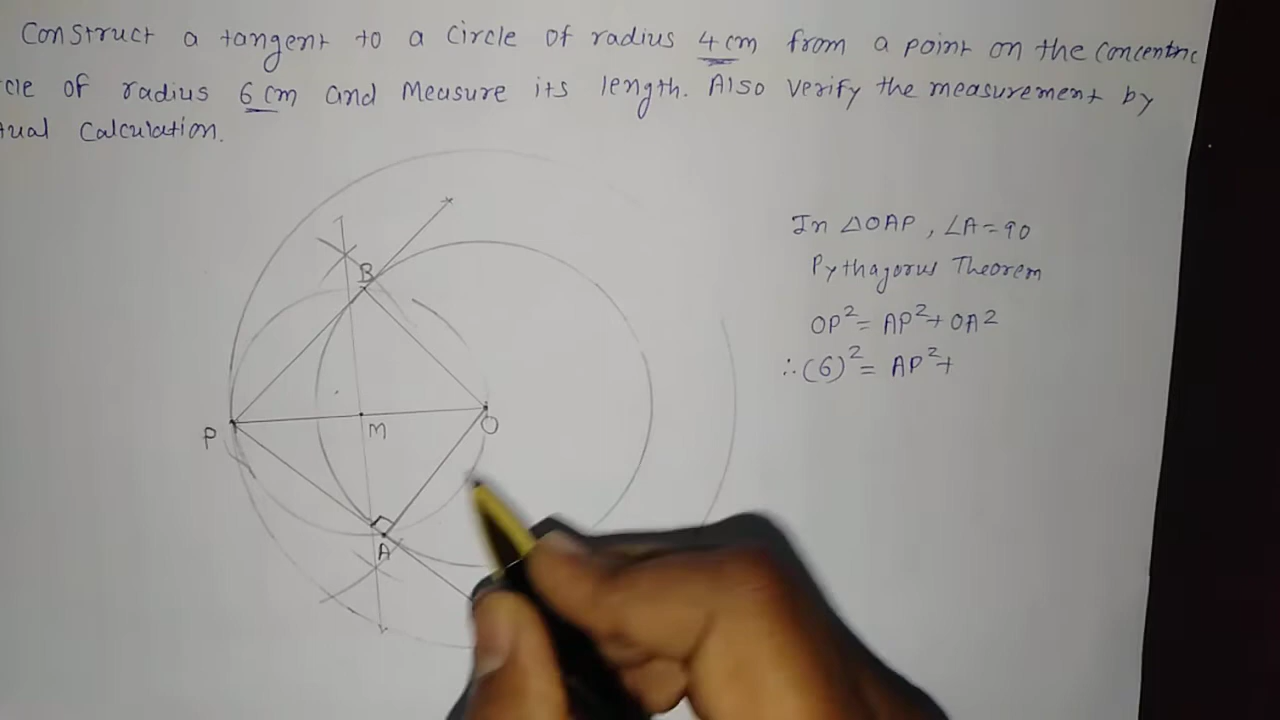 Construct a tangent to a circle of radius 4 cm from a point on the concentric
cle of radius 6 cm and Measure its length. Also verify the measurement by
tual Calculation.
In △OAP, ∠A=90
Pythagorus Theorem
OP²= AP²+ OA²
∴(6)²= AP²+
B
P
M
O
A